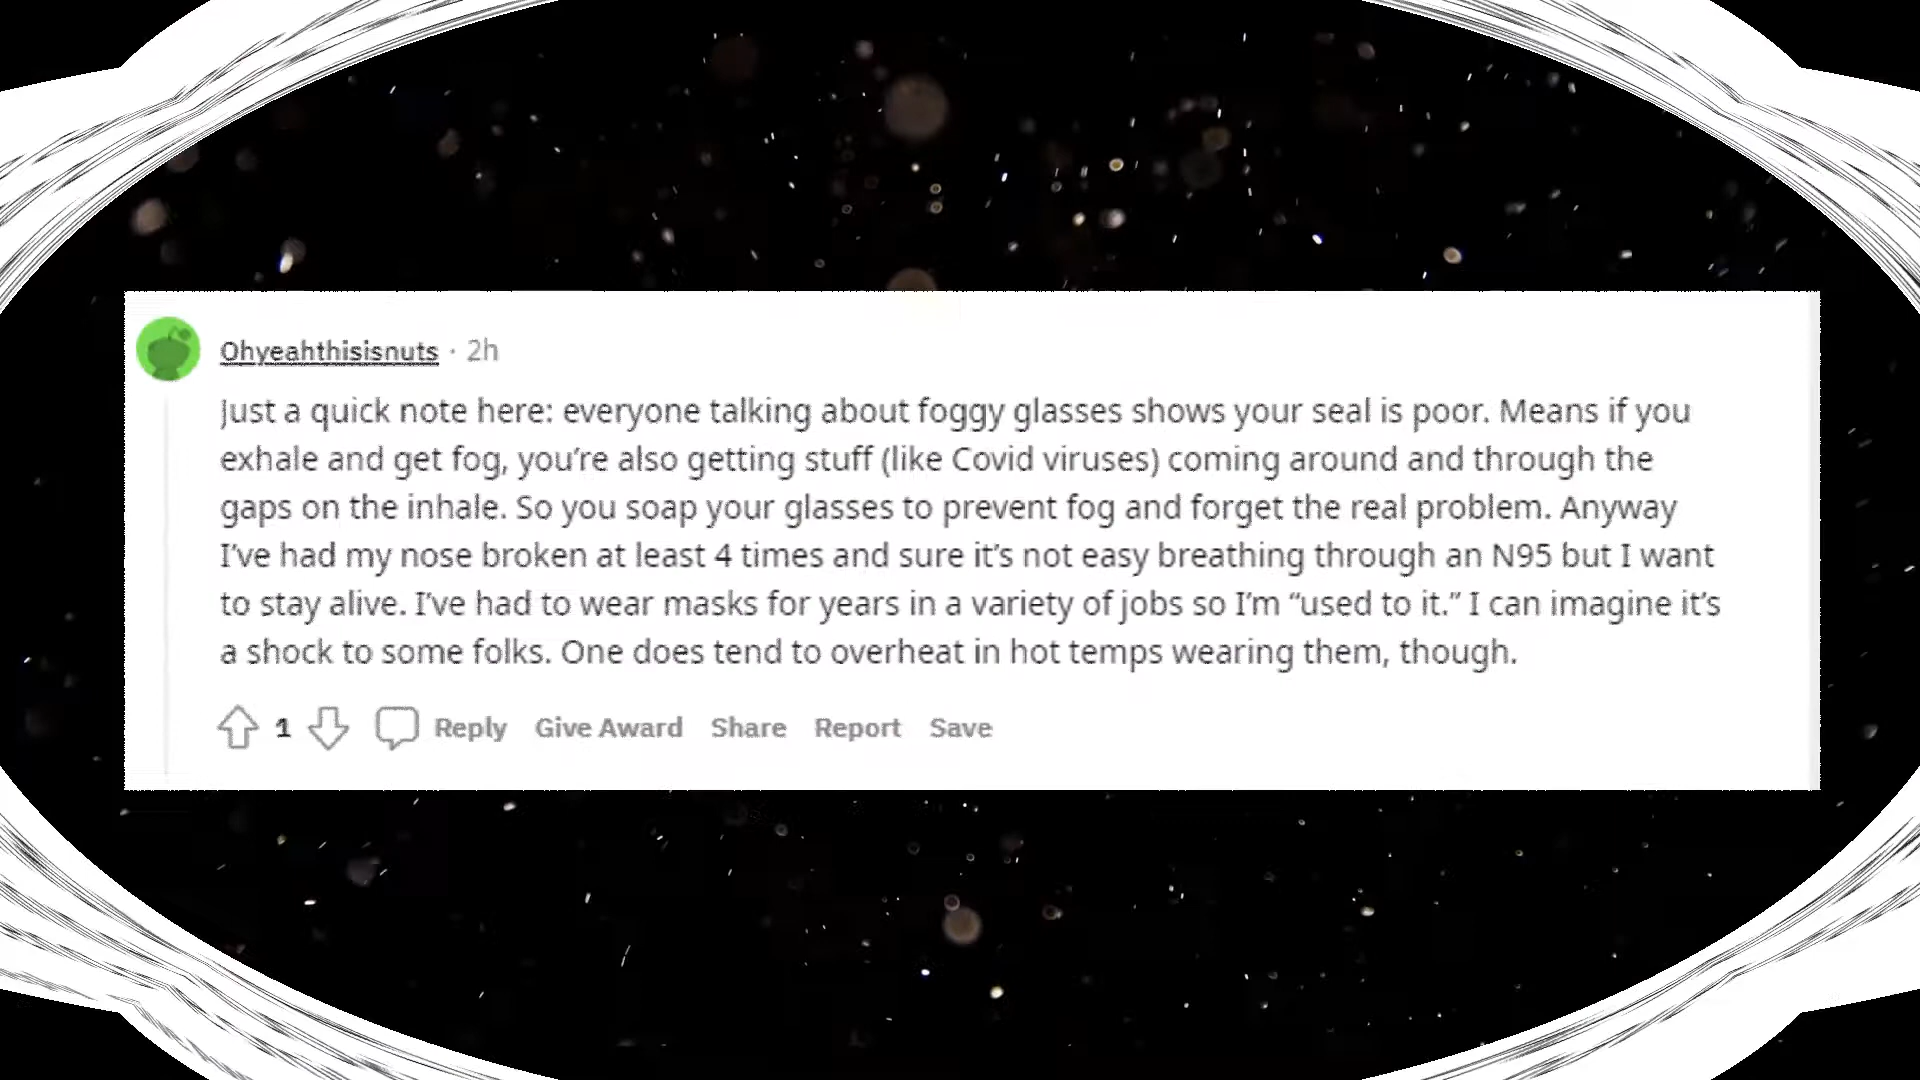 Ohyeahthisisnuts · 2h
Just a quick note here: everyone talking about foggy glasses shows your seal is poor. Means if you
exhale and get fog, you’re also getting stuff (like Covid viruses) coming around and through the
gaps on the inhale. So you soap your glasses to prevent fog and forget the real problem. Anyway
I’ve had my nose broken at least 4 times and sure it’s not easy breathing through an N95 but I want
to stay alive. I’ve had to wear masks for years in a variety of jobs so I’m “used to it.” I can imagine it’s
a shock to some folks. One does tend to overheat in hot temps wearing them, though.
1 Reply Give Award Share Report Save